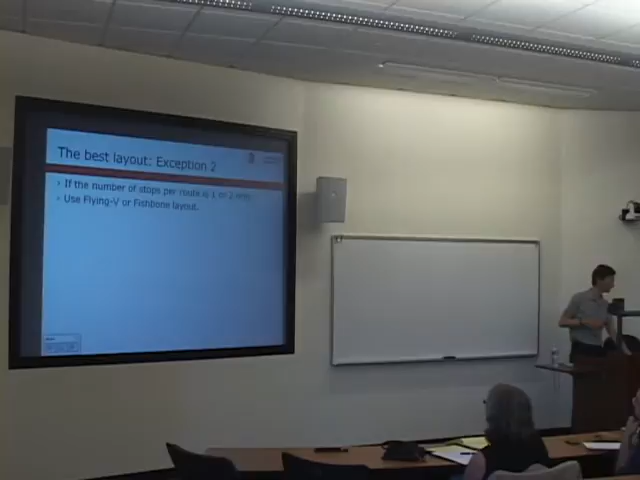 The best layout: Exception 2
If the number of stops per route is 1 or 2 only
Use Flying-V or Fishbone layout.